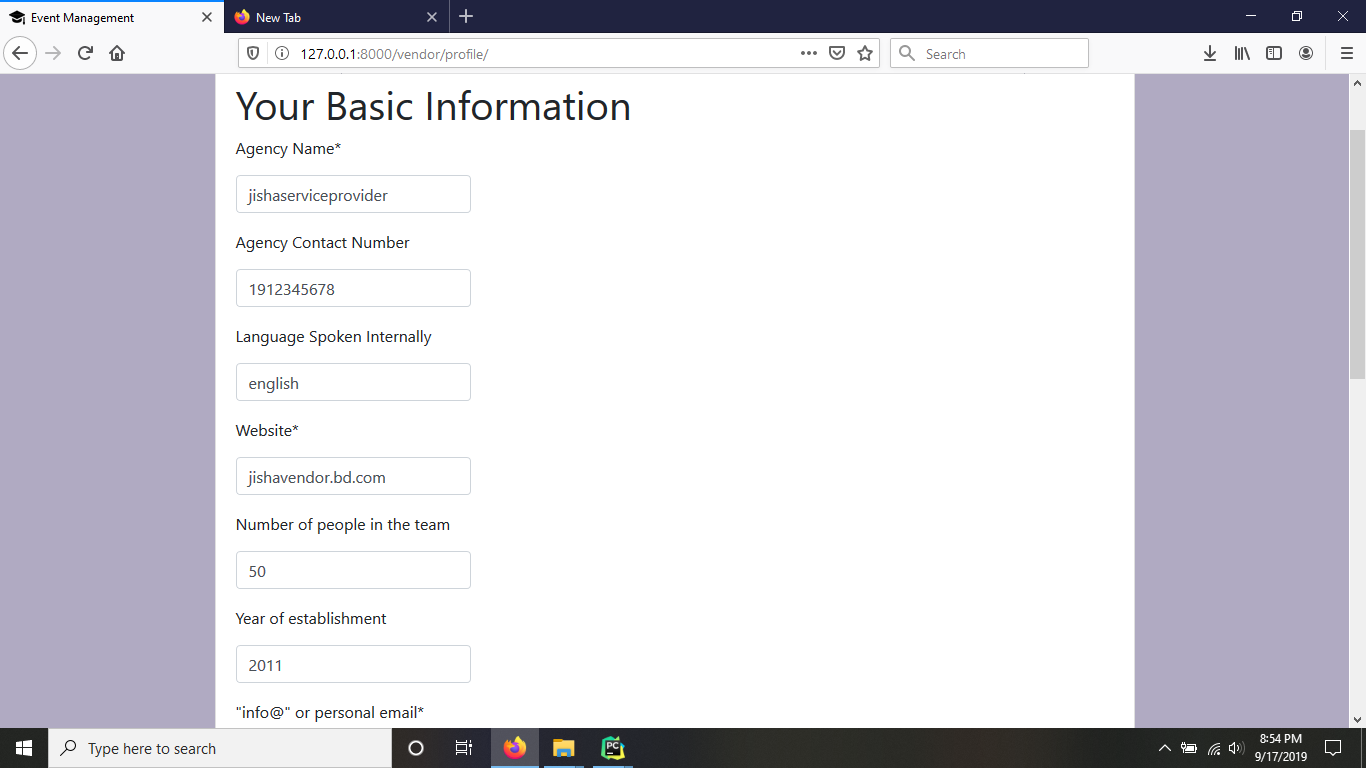 Event Management
New Tab
127.0.0.1:8000/vendor/profile/
Search
Your Basic Information
Agency Name*
jishaserviceprovider
Agency Contact Number
1912345678
Language Spoken Internally
english
Website*
jishavendor.bd.com
Number of people in the team
50
Year of establishment
2011
"info@" or personal email*
Type here to search
PC
8:54 PM
9/17/2019